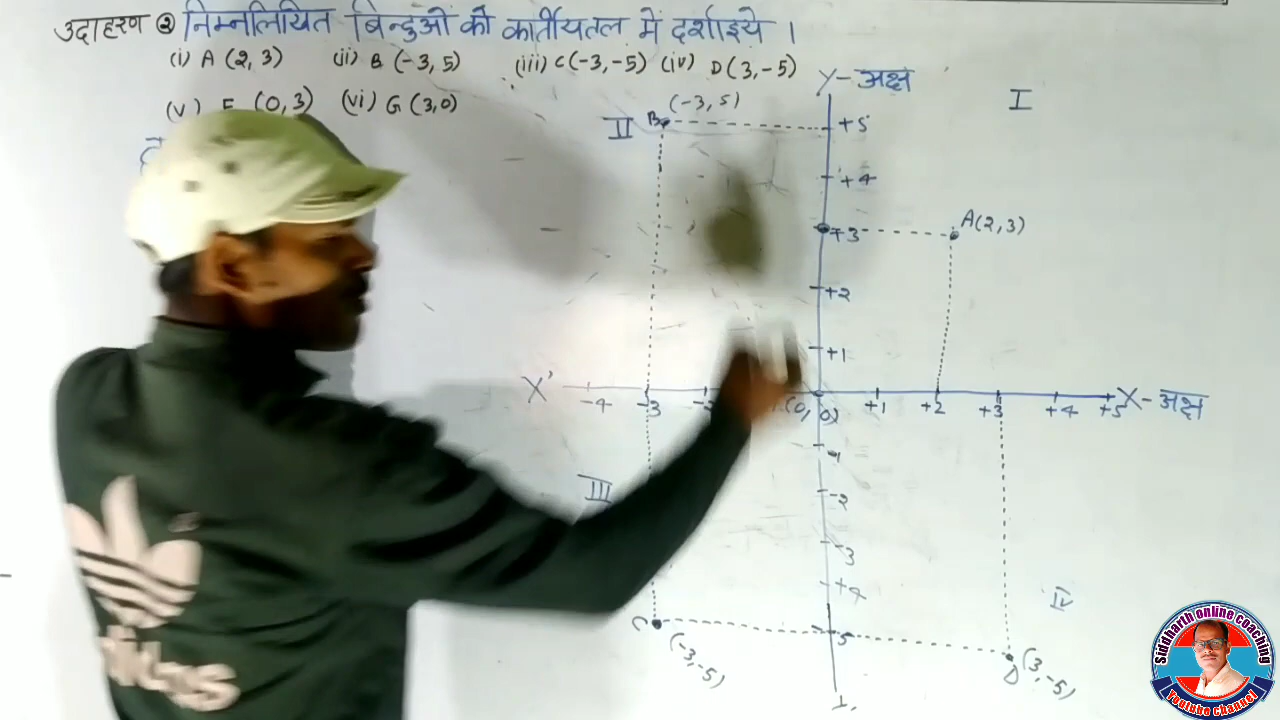 उदाहरण ② निम्नलिखित बिन्दुओं को कार्तीयतल में दर्शाइये ।
(i) A (2, 3) (ii) B (-3, 5) (iii) C(-3, -5) (iv) D(3, -5)
(v) (0, 3) (vi) G (3, 0)
Y-अक्ष
I
(-3, 5)
II B +5
+4
A(2, 3)
+3
+2
+1
X' -4 -3 (0, 0) +1 +2 +3 +4 +5 X-अक्ष
-1
III
-2
-3
+4
IV
C 5
(-3, -5)
D (3, -5)
adidas
Siddharth Online Coaching
Youtube Channel